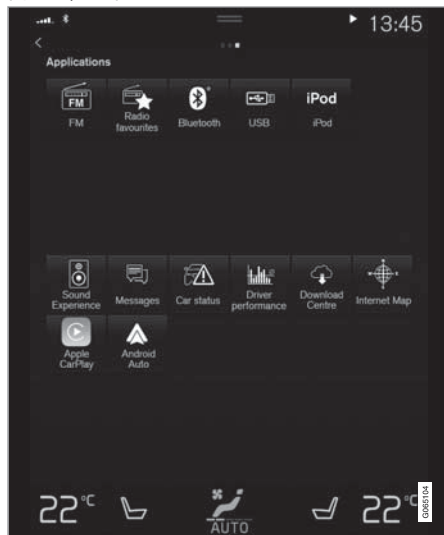 13:45
Applications
FM
FM
Radio
favourites
Bluetooth
USB
iPod
iPod
Sound
Experience
Messages
Car status
Driver
performance
Download
Centre
Internet Map
Apple
CarPlay
Android
Auto
22°C
AUTO
22°C
G065104